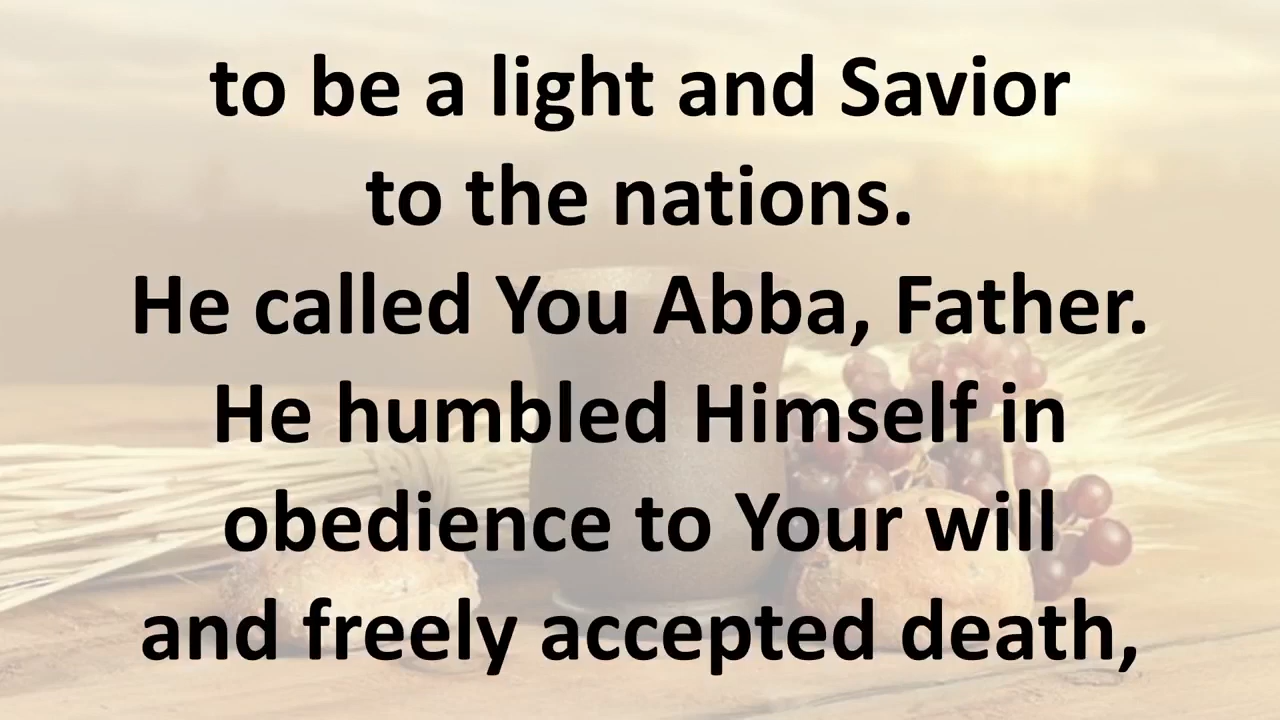 to be a light and Savior
to the nations.
He called You Abba, Father.
He humbled Himself in
obedience to Your will
and freely accepted death,